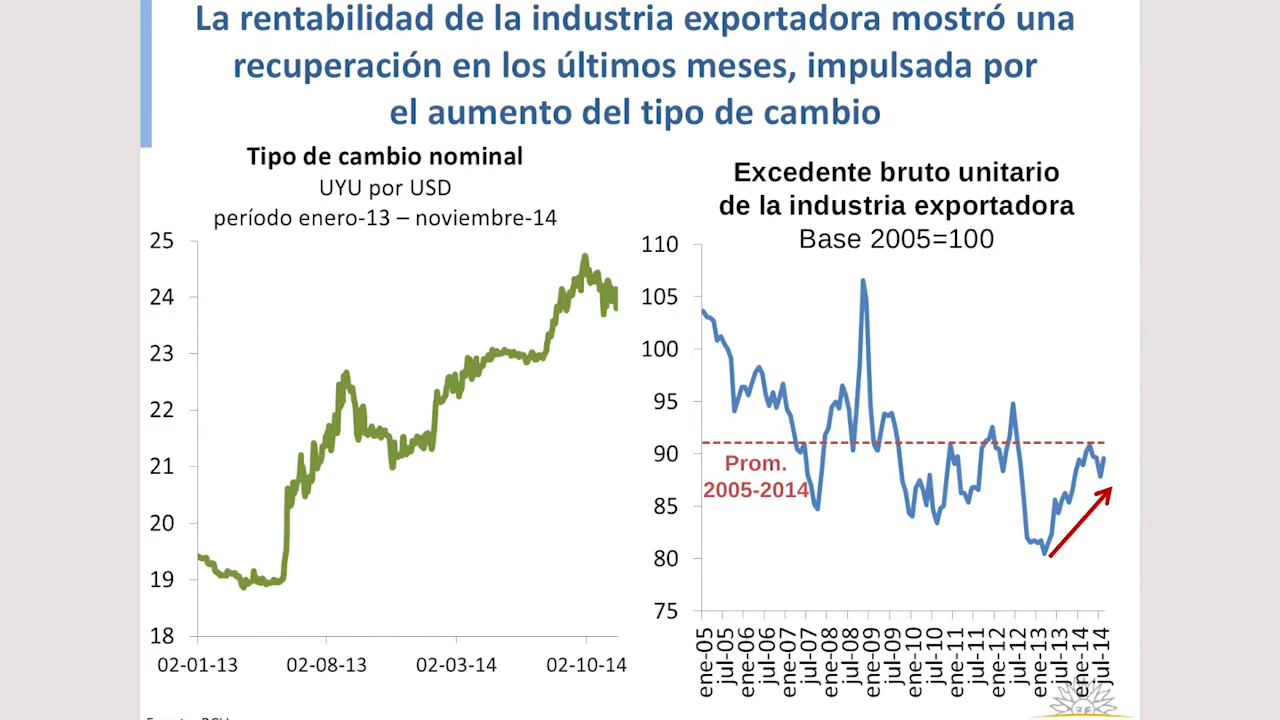 La rentabilidad de la industria exportadora mostró una
recuperación en los últimos meses, impulsada por
el aumento del tipo de cambio
Tipo de cambio nominal
UYU por USD
período enero-13 – noviembre-14
25
24
23
22
21
20
19
18
02-01-13
02-08-13
02-03-14
02-10-14
Excedente bruto unitario
de la industria exportadora
Base 2005=100
110
105
100
95
90
85
80
75
Prom.
2005-2014
ene-05
jul-05
ene-06
jul-06
ene-07
jul-07
ene-08
jul-08
ene-09
jul-09
ene-10
jul-10
ene-11
jul-11
ene-12
jul-12
ene-13
jul-13
ene-14
jul-14